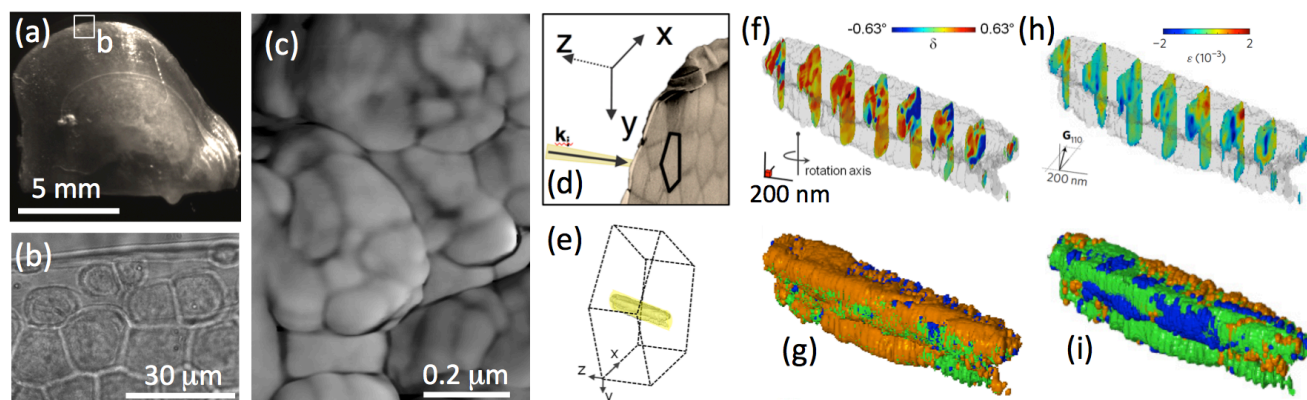 (a)
b
5 mm
(b)
30 μm
(c)
0.2 μm
z
x
y
k_i
(d)
(e)
x
z
y
(f)
-0.63°
0.63°
δ
rotation axis
200 nm
(g)
(h)
-2
2
ε (10⁻³)
G₁₁₀
200 nm
(i)